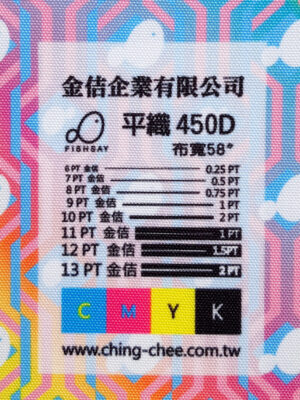 金佶企業有限公司
FISHSAY
平織 450D
布寬58"
6 PT 金佶 0.25 PT
7 PT 金佶 0.5 PT
8 PT 金佶 0.75 PT
9 PT 金佶 1 PT
10 PT 金佶 2 PT
11 PT 金佶 1 PT
12 PT 金佶 1.5PT
13 PT 金佶 2 PT
C M Y K
www.ching-chee.com.tw